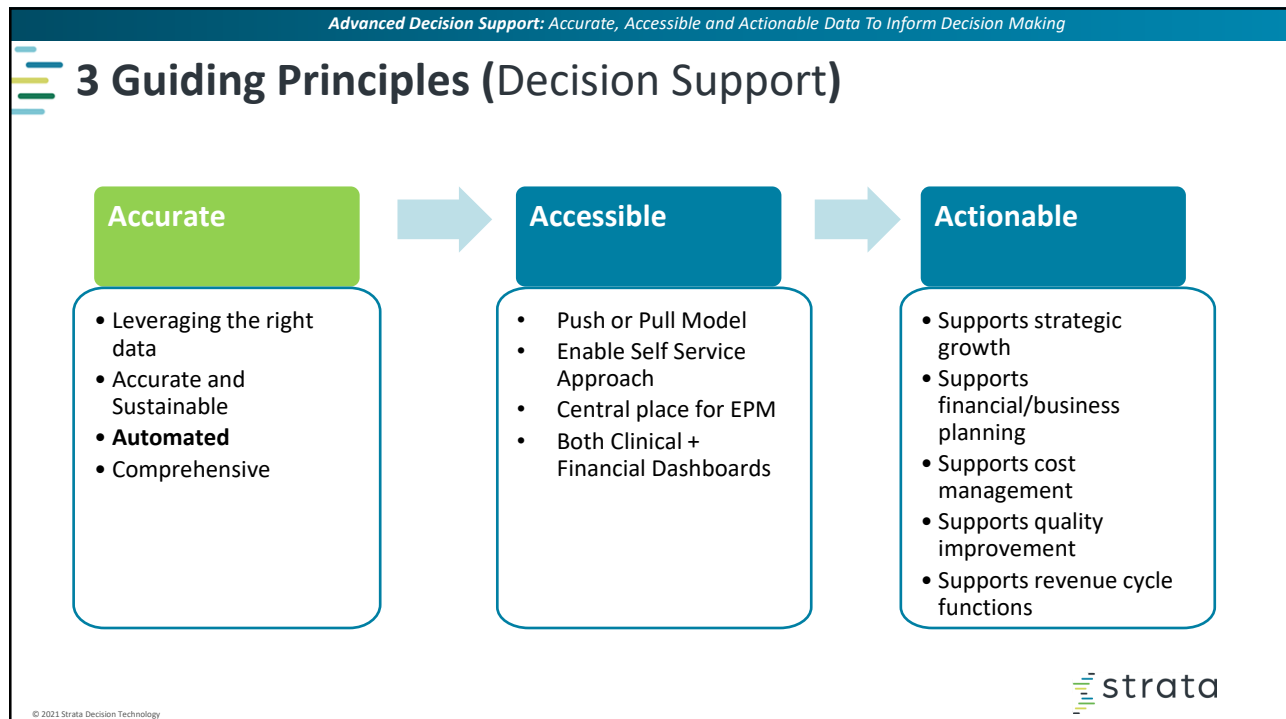 Advanced Decision Support: Accurate, Accessible and Actionable Data To Inform Decision Making
3 Guiding Principles (Decision Support)
Accurate
• Leveraging the right
data
• Accurate and
Sustainable
• Automated
• Comprehensive
Accessible
• Push or Pull Model
• Enable Self Service
Approach
• Central place for EPM
• Both Clinical +
Financial Dashboards
Actionable
• Supports strategic
growth
• Supports
financial/business
planning
• Supports cost
management
• Supports quality
improvement
• Supports revenue cycle
functions
strata
© 2021 Strata Decision Technology